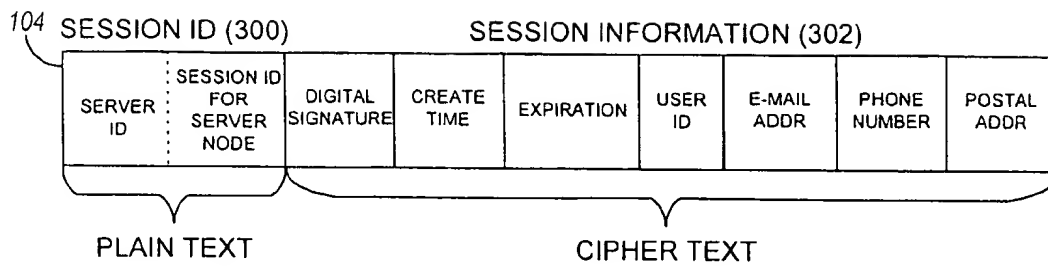 104
SESSION ID (300)
SESSION INFORMATION (302)
SERVER
ID
SESSION ID
FOR
SERVER
NODE
DIGITAL
SIGNATURE
CREATE
TIME
EXPIRATION
USER
ID
E-MAIL
ADDR
PHONE
NUMBER
POSTAL
ADDR
PLAIN TEXT
CIPHER TEXT